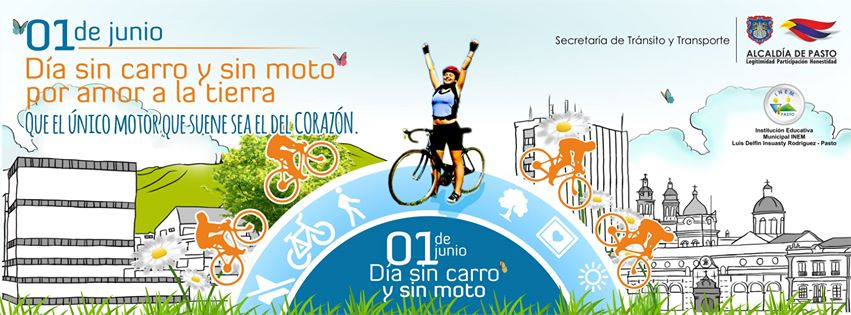 01 de junio
Día sin carro y sin moto
por amor a la tierra
QUE EL ÚNICO MOTOR QUE SUENE SEA EL DEL CORAZÓN.
Secretaría de Tránsito y Transporte
ALCALDÍA DE PASTO
Legitimidad Participación Honestidad
INEM
PASTO
Institución Educativa
Municipal INEM
Luis Delfín Insuasty Rodríguez - Pasto
01 de
junio
Día sin carro
y sin moto